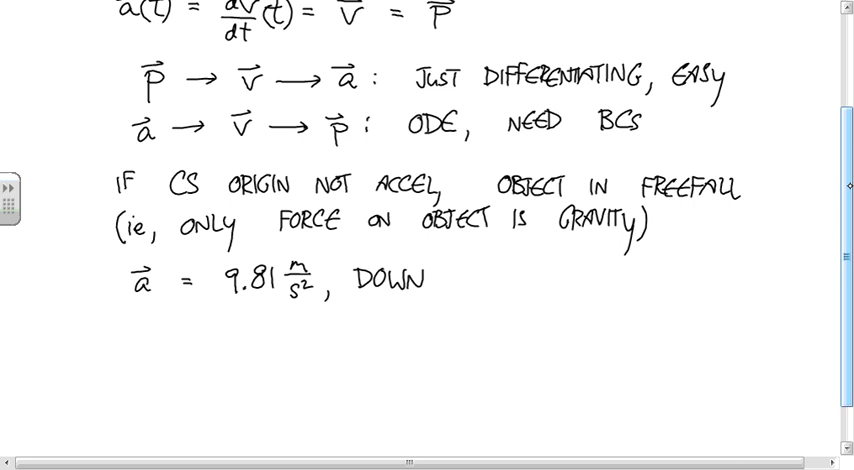 a⃗(t) = dv⃗/dt (t) = v⃗ = p⃗
p⃗ → v⃗ → a⃗ : JUST DIFFERENTIATING, EASY
a⃗ → v⃗ → p⃗ : ODE, NEED BCS
IF CS ORIGIN NOT ACCEL, OBJECT IN FREEFALL
(ie, ONLY FORCE ON OBJECT IS GRAVITY)
a⃗ = 9.81 m/s², DOWN